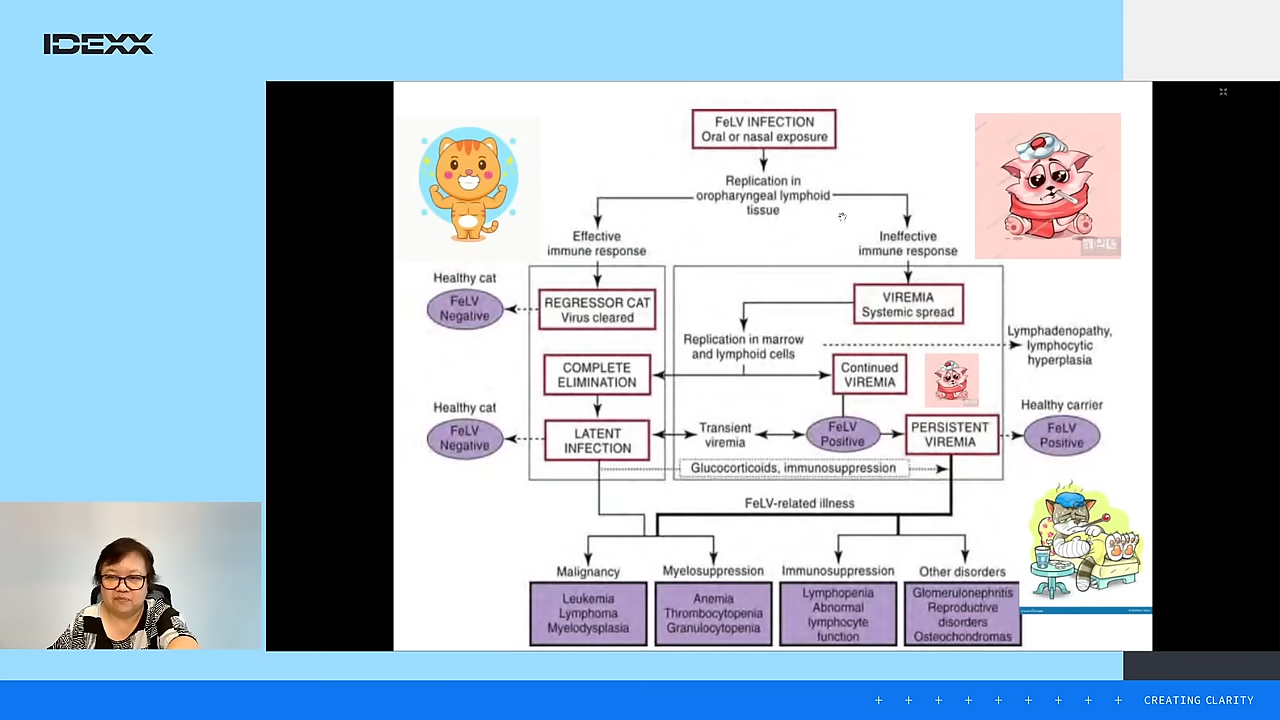 IDEXX
FeLV INFECTION
Oral or nasal exposure
Replication in
oropharyngeal lymphoid
tissue
Effective
immune response
Ineffective
immune response
Healthy cat
FeLV
Negative
REGRESSOR CAT
Virus cleared
VIREMIA
Systemic spread
Replication in marrow
and lymphoid cells
Lymphadenopathy,
lymphocytic
hyperplasia
COMPLETE
ELIMINATION
Continued
VIREMIA
Healthy cat
FeLV
Negative
LATENT
INFECTION
Transient
viremia
FeLV
Positive
PERSISTENT
VIREMIA
Healthy carrier
FeLV
Positive
Glucocorticoids, immunosuppression
FeLV-related illness
Malignancy
Leukemia
Lymphoma
Myelodysplasia
Myelosuppression
Anemia
Thrombocytopenia
Granulocytopenia
Immunosuppression
Lymphopenia
Abnormal
lymphocyte
function
Other disorders
Glomerulonephritis
Reproductive
disorders
Osteochondromas
CREATING CLARITY